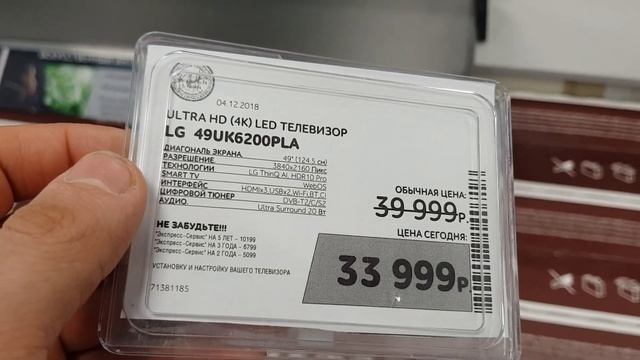 04.12.2018
ULTRA HD (4K) LED ТЕЛЕВИЗОР
LG 49UK6200PLA
ДИАГОНАЛЬ ЭКРАНА 49" (124.5 см)
РАЗРЕШЕНИЕ 3840x2160 Пикс
ТЕХНОЛОГИИ LG ThinQ AI, HDR10 Pro
SMART TV WebOS
ИНТЕРФЕЙС HDMIx3,USBx2,Wi-Fi,BT,CI
ЦИФРОВОЙ ТЮНЕР DVB-T2/C/S2
АУДИО Ultra Surround 20 Вт
ОБЫЧНАЯ ЦЕНА:
39 999р.
ЦЕНА СЕГОДНЯ:
33 999р
НЕ ЗАБУДЬТЕ!!!
"Экспресс-Сервис" НА 5 ЛЕТ - 10199
"Экспресс-Сервис" НА 3 ГОДА - 6799
"Экспресс-Сервис" НА 2 ГОДА - 5099
УСТАНОВКУ И НАСТРОЙКУ ВАШЕГО ТЕЛЕВИЗОРА
71381185